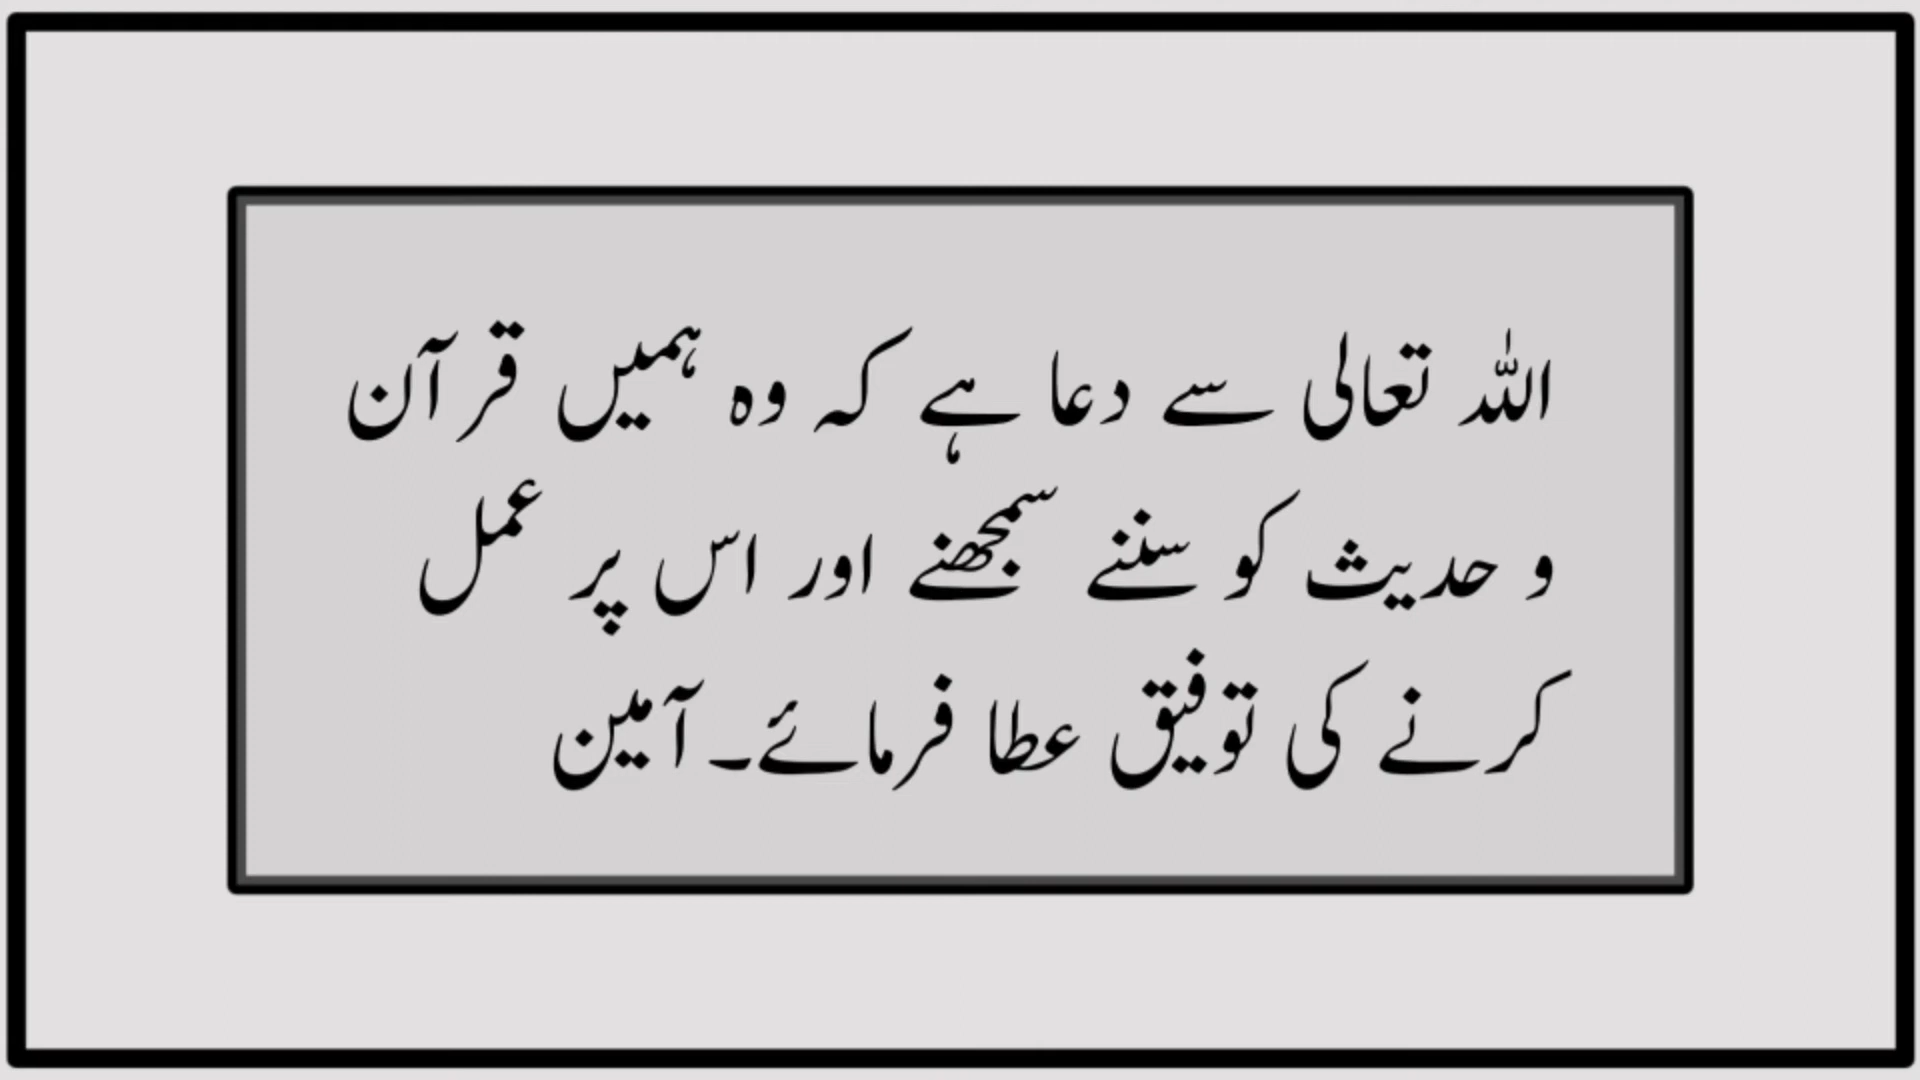 اللہ تعالی سے دعا ہے کہ وہ ہمیں قرآن
و حدیث کو سننے سمجھنے اور اس پر عمل
کرنے کی توفیق عطا فرمائے۔ آمین